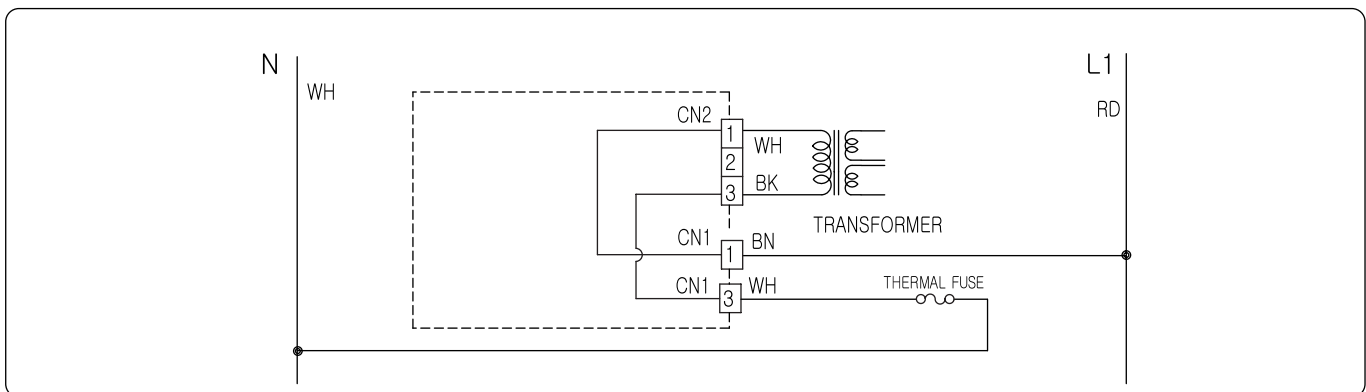 N
L1
WH
RD
CN2
1
WH
2
BK
3
TRANSFORMER
CN1
BN
1
CN1
WH
THERMAL FUSE
3